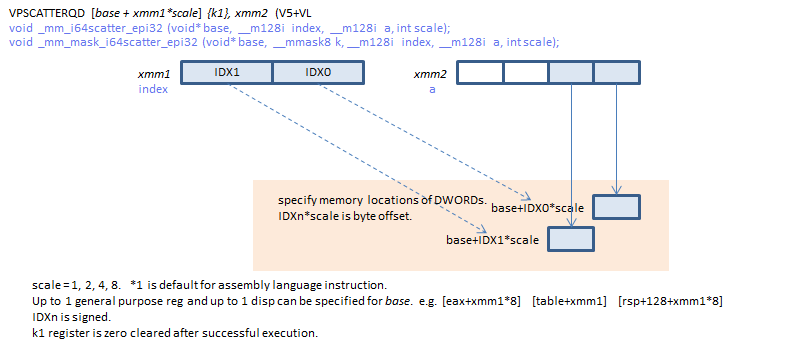 VPSCATTERQD [base + xmm1*scale] {k1}, xmm2 (V5+VL
void _mm_i64scatter_epi32 (void* base, __m128i index, __m128i a, int scale);
void _mm_mask_i64scatter_epi32 (void* base, __mmask8 k, __m128i index, __m128i a, int scale);
xmm1 IDX1 IDX0 xmm2
index a
specify memory locations of DWORDs.
base+IDX0*scale
IDXn*scale is byte offset.
base+IDX1*scale
scale = 1, 2, 4, 8. *1 is default for assembly language instruction.
Up to 1 general purpose reg and up to 1 disp can be specified for base. e.g. [eax+xmm1*8] [table+xmm1] [rsp+128+xmm1*8]
IDXn is signed.
k1 register is zero cleared after successful execution.